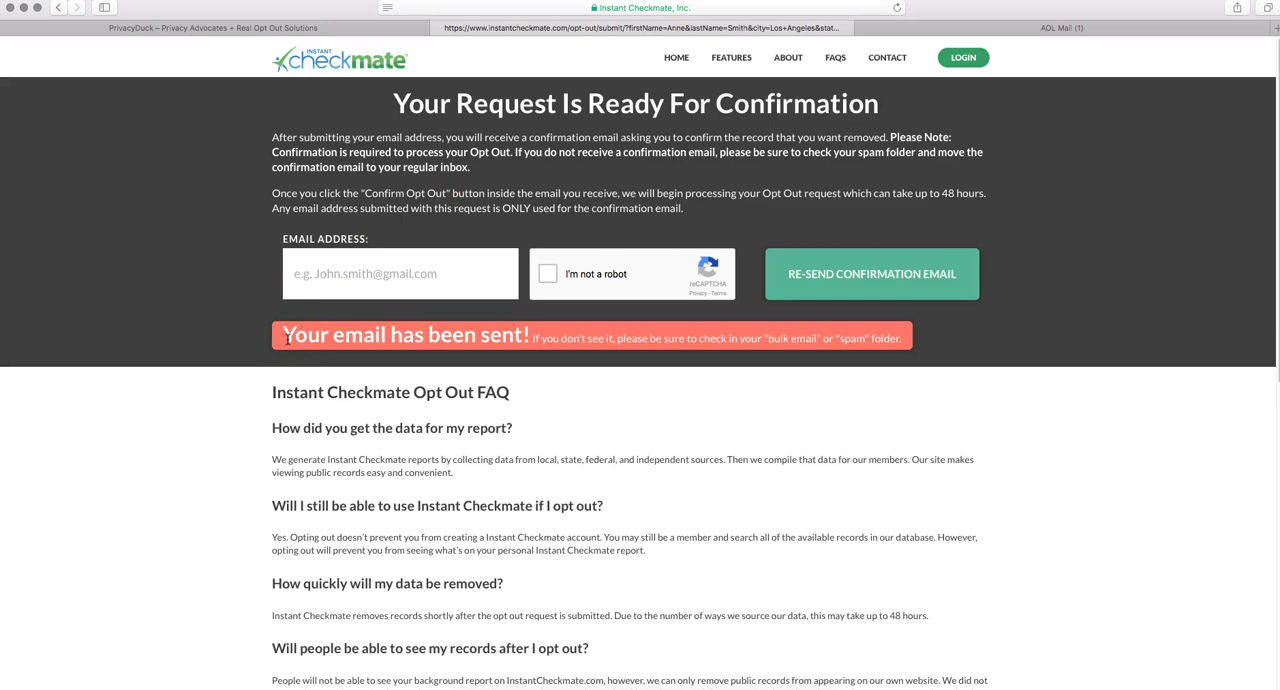 Instant Checkmate, Inc.
PrivacyDuck – Privacy Advocates + Real Opt Out Solutions
https://www.instantcheckmate.com/opt-out/submit/?firstName=Anne&lastName=Smith&city=Los+Angeles&stat...
AOL Mail (1)
INSTANT
checkmate
HOME
FEATURES
ABOUT
FAQS
CONTACT
LOGIN
Your Request Is Ready For Confirmation
After submitting your email address, you will receive a confirmation email asking you to confirm the record that you want removed. Please Note:
Confirmation is required to process your Opt Out. If you do not receive a confirmation email, please be sure to check your spam folder and move the
confirmation email to your regular inbox.
Once you click the "Confirm Opt Out" button inside the email you receive, we will begin processing your Opt Out request which can take up to 48 hours.
Any email address submitted with this request is ONLY used for the confirmation email.
EMAIL ADDRESS:
e.g. John.smith@gmail.com
I'm not a robot
reCAPTCHA
Privacy - Terms
RE-SEND CONFIRMATION EMAIL
Your email has been sent! If you don't see it, please be sure to check in your "bulk email" or "spam" folder.
Instant Checkmate Opt Out FAQ
How did you get the data for my report?
We generate Instant Checkmate reports by collecting data from local, state, federal, and independent sources. Then we compile that data for our members. Our site makes
viewing public records easy and convenient.
Will I still be able to use Instant Checkmate if I opt out?
Yes. Opting out doesn't prevent you from creating a Instant Checkmate account. You may still be a member and search all of the available records in our database. However,
opting out will prevent you from seeing what's on your personal Instant Checkmate report.
How quickly will my data be removed?
Instant Checkmate removes records shortly after the opt out request is submitted. Due to the number of ways we source our data, this may take up to 48 hours.
Will people be able to see my records after I opt out?
People will not be able to see your background report on InstantCheckmate.com, however, we can only remove public records from appearing on our own website. We did not